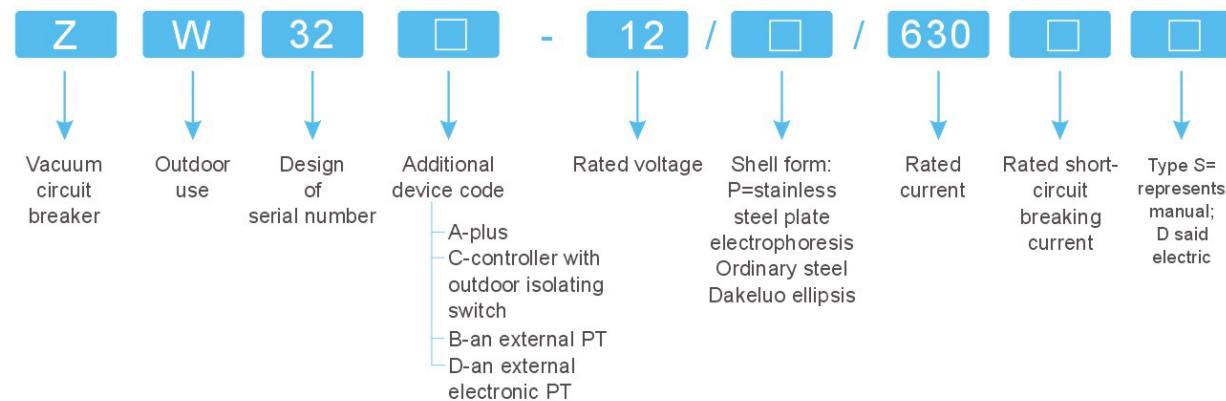 Z W 32 □ - 12 / □ / 630 □ □
Vacuum
circuit
breaker
Outdoor
use
Design
of
serial number
Additional
device code
A-plus
C-controller with
outdoor isolating
switch
B-an external PT
D-an external
electronic PT
Rated voltage
Shell form:
P=stainless
steel plate
electrophoresis
Ordinary steel
Dakeluo ellipsis
Rated
current
Rated short-
circuit
breaking
current
Type S=
represents
manual;
D said
electric